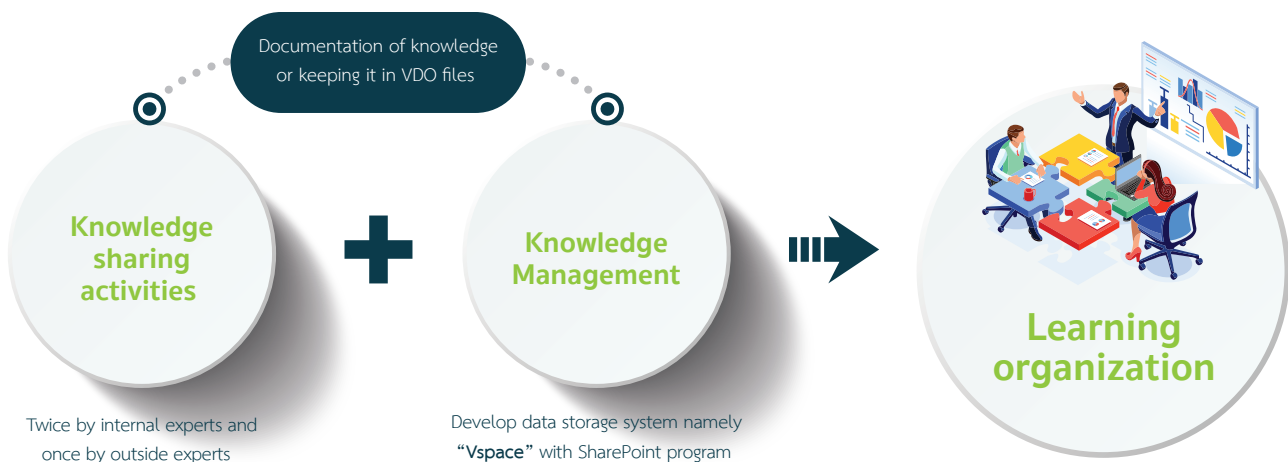 Documentation of knowledge
or keeping it in VDO files
Knowledge
sharing
activities
Knowledge
Management
Learning
organization
Twice by internal experts and
once by outside experts
Develop data storage system namely
“Vspace” with SharePoint program